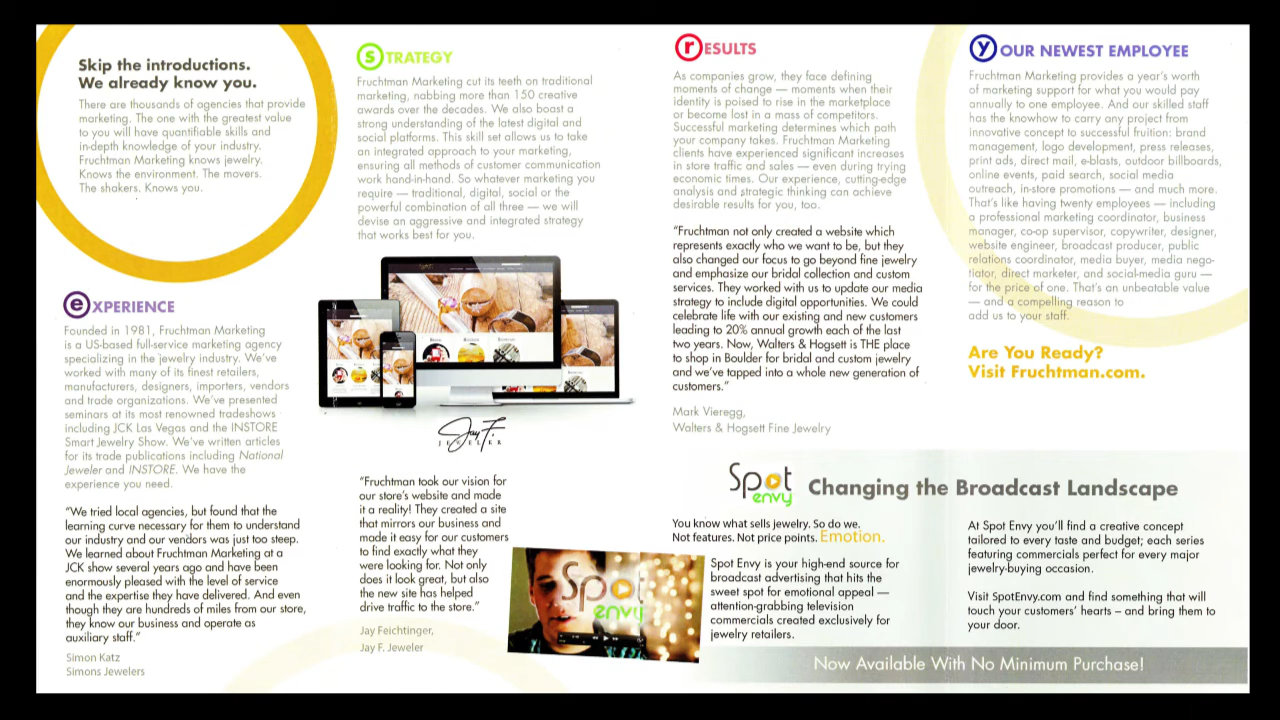 Skip the introductions.
We already know you.
There are thousands of agencies that provide
marketing. The one with the greatest value
to you will have quantifiable skills and
in-depth knowledge of your industry.
Fruchtman Marketing knows jewelry.
Knows the environment. The movers.
The shakers. Knows you.
eXPERIENCE
Founded in 1981, Fruchtman Marketing
is a US-based full-service marketing agency
specializing in the jewelry industry. We've
worked with many of its finest retailers,
manufacturers, designers, importers, vendors
and trade organizations. We've presented
seminars at its most renowned tradeshows
including JCK Las Vegas and the INSTORE
Smart Jewelry Show. We've written articles
for its trade publications including National
Jeweler and INSTORE. We have the
experience you need.
"We tried local agencies, but found that the
learning curve necessary for them to understand
our industry and our vendors was just too steep.
We learned about Fruchtman Marketing at a
JCK show several years ago and have been
enormously pleased with the level of service
and the expertise they have delivered. And even
though they are hundreds of miles from our store,
they know our business and operate as
auxiliary staff."
Simon Katz
Simons Jewelers
sTRATEGY
Fruchtman Marketing cut its teeth on traditional
marketing, nabbing more than 150 creative
awards over the decades. We also boast a
strong understanding of the latest digital and
social platforms. This skill set allows us to take
an integrated approach to your marketing,
ensuring all methods of customer communication
work hand-in-hand. So whatever marketing you
require — traditional, digital, social or the
powerful combination of all three — we will
devise an aggressive and integrated strategy
that works best for you.
Jay F.
JEWELER
"Fruchtman took our vision for
our store's website and made
it a reality! They created a site
that mirrors our business and
made it easy for our customers
to find exactly what they
were looking for. Not only
does it look great, but also
the new site has helped
drive traffic to the store."
Jay Feichtinger,
Jay F. Jeweler
Spot
envy
rESULTS
As companies grow, they face defining
moments of change — moments when their
identity is poised to rise in the marketplace
or become lost in a mass of competitors.
Successful marketing determines which path
your company takes. Fruchtman Marketing
clients have experienced significant increases
in store traffic and sales — even during trying
economic times. Our experience, cutting-edge
analysis and strategic thinking can achieve
desirable results for you, too.
"Fruchtman not only created a website which
represents exactly who we want to be, but they
also changed our focus to go beyond fine jewelry
and emphasize our bridal collection and custom
services. They worked with us to update our media
strategy to include digital opportunities. We could
celebrate life with our existing and new customers
leading to 20% annual growth each of the last
two years. Now, Walters & Hogsett is THE place
to shop in Boulder for bridal and custom jewelry
and we've tapped into a whole new generation of
customers."
Mark Vieregg,
Walters & Hogsett Fine Jewelry
yOUR NEWEST EMPLOYEE
Fruchtman Marketing provides a year's worth
of marketing support for what you would pay
annually to one employee. And our skilled staff
has the knowhow to carry any project from
innovative concept to successful fruition: brand
management, logo development, press releases,
print ads, direct mail, e-blasts, outdoor billboards,
online events, paid search, social media
outreach, in-store promotions — and much more.
That's like having twenty employees — including
a professional marketing coordinator, business
manager, co-op supervisor, copywriter, designer,
website engineer, broadcast producer, public
relations coordinator, media buyer, media nego-
tiator, direct marketer, and social-media guru —
for the price of one. That's an unbeatable value
— and a compelling reason to
add us to your staff.
Are You Ready?
Visit Fruchtman.com.
Spot
envy
Changing the Broadcast Landscape
You know what sells jewelry. So do we.
Not features. Not price points. Emotion.
Spot Envy is your high-end source for
broadcast advertising that hits the
sweet spot for emotional appeal —
attention-grabbing television
commercials created exclusively for
jewelry retailers.
At Spot Envy you'll find a creative concept
tailored to every taste and budget; each series
featuring commercials perfect for every major
jewelry-buying occasion.
Visit SpotEnvy.com and find something that will
touch your customers' hearts – and bring them to
your door.
Now Available With No Minimum Purchase!